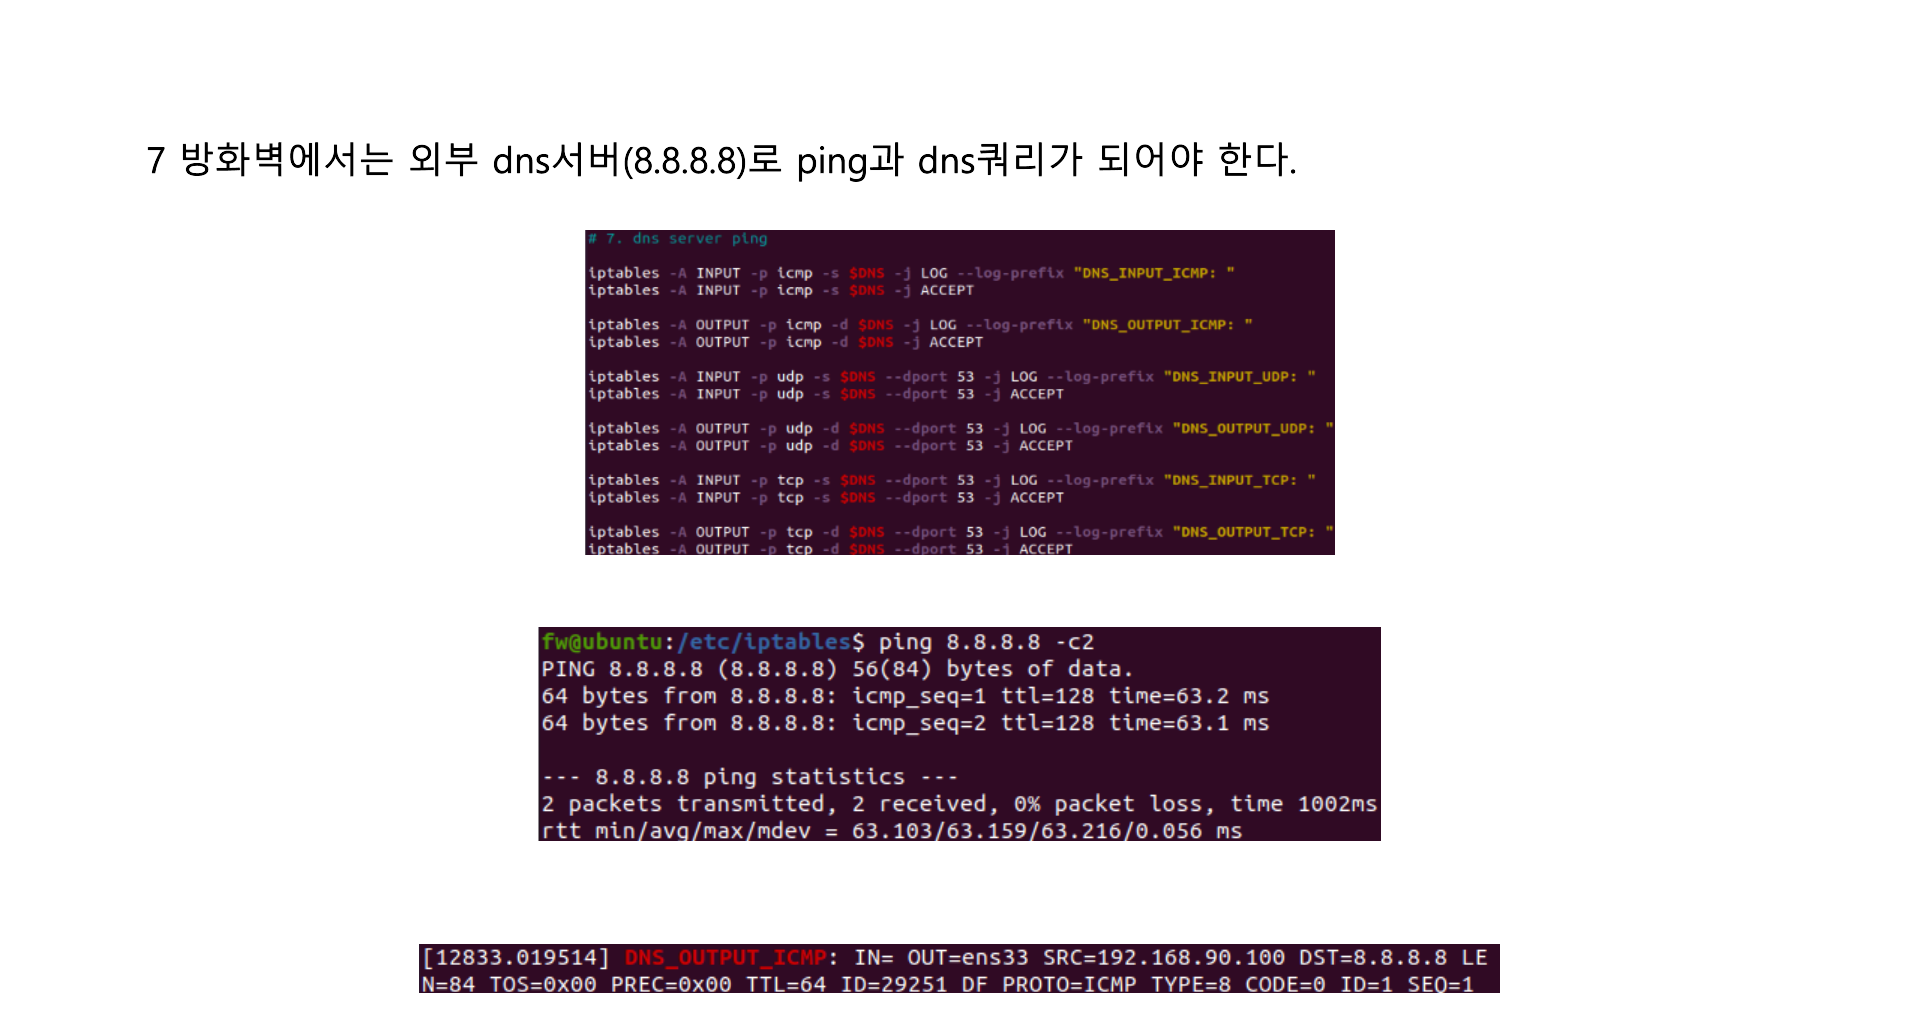 7 방화벽에서는 외부 dns서버(8.8.8.8)로 ping과 dns쿼리가 되어야 한다.
# 7. dns server ping
iptables -A INPUT -p icmp -s $DNS -j LOG --log-prefix "DNS_INPUT_ICMP: "
iptables -A INPUT -p icmp -s $DNS -j ACCEPT
iptables -A OUTPUT -p icmp -d $DNS -j LOG --log-prefix "DNS_OUTPUT_ICMP: "
iptables -A OUTPUT -p icmp -d $DNS -j ACCEPT
iptables -A INPUT -p udp -s $DNS --dport 53 -j LOG --log-prefix "DNS_INPUT_UDP: "
iptables -A INPUT -p udp -s $DNS --dport 53 -j ACCEPT
iptables -A OUTPUT -p udp -d $DNS --dport 53 -j LOG --log-prefix "DNS_OUTPUT_UDP: "
iptables -A OUTPUT -p udp -d $DNS --dport 53 -j ACCEPT
iptables -A INPUT -p tcp -s $DNS --dport 53 -j LOG --log-prefix "DNS_INPUT_TCP: "
iptables -A INPUT -p tcp -s $DNS --dport 53 -j ACCEPT
iptables -A OUTPUT -p tcp -d $DNS --dport 53 -j LOG --log-prefix "DNS_OUTPUT_TCP: "
iptables -A OUTPUT -p tcp -d $DNS --dport 53 -j ACCEPT
fw@ubuntu:/etc/iptables$ ping 8.8.8.8 -c2
PING 8.8.8.8 (8.8.8.8) 56(84) bytes of data.
64 bytes from 8.8.8.8: icmp_seq=1 ttl=128 time=63.2 ms
64 bytes from 8.8.8.8: icmp_seq=2 ttl=128 time=63.1 ms
--- 8.8.8.8 ping statistics ---
2 packets transmitted, 2 received, 0% packet loss, time 1002ms
rtt min/avg/max/mdev = 63.103/63.159/63.216/0.056 ms
[12833.019514] DNS_OUTPUT_ICMP: IN= OUT=ens33 SRC=192.168.90.100 DST=8.8.8.8 LE
N=84 TOS=0x00 PREC=0x00 TTL=64 ID=29251 DF PROTO=ICMP TYPE=8 CODE=0 ID=1 SEQ=1